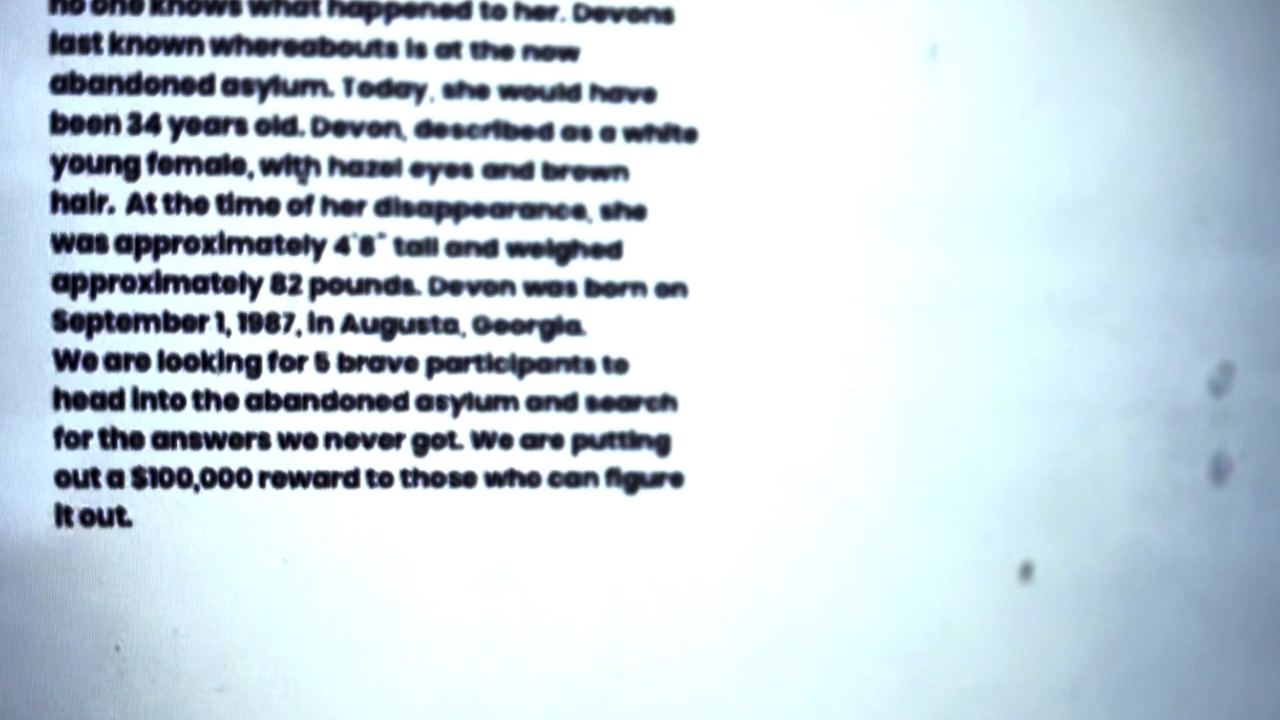 no one knows what happened to her. Devons
last known whereabouts is at the now
abandoned asylum. Today, she would have
been 34 years old. Devon, described as a white
young female, with hazel eyes and brown
hair. At the time of her disappearance, she
was approximately 4'8" tall and weighed
approximately 82 pounds. Devon was born on
September 1, 1987, in Augusta, Georgia.
We are looking for 5 brave participants to
head into the abandoned asylum and search
for the answers we never got. We are putting
out a $100,000 reward to those who can figure
it out.